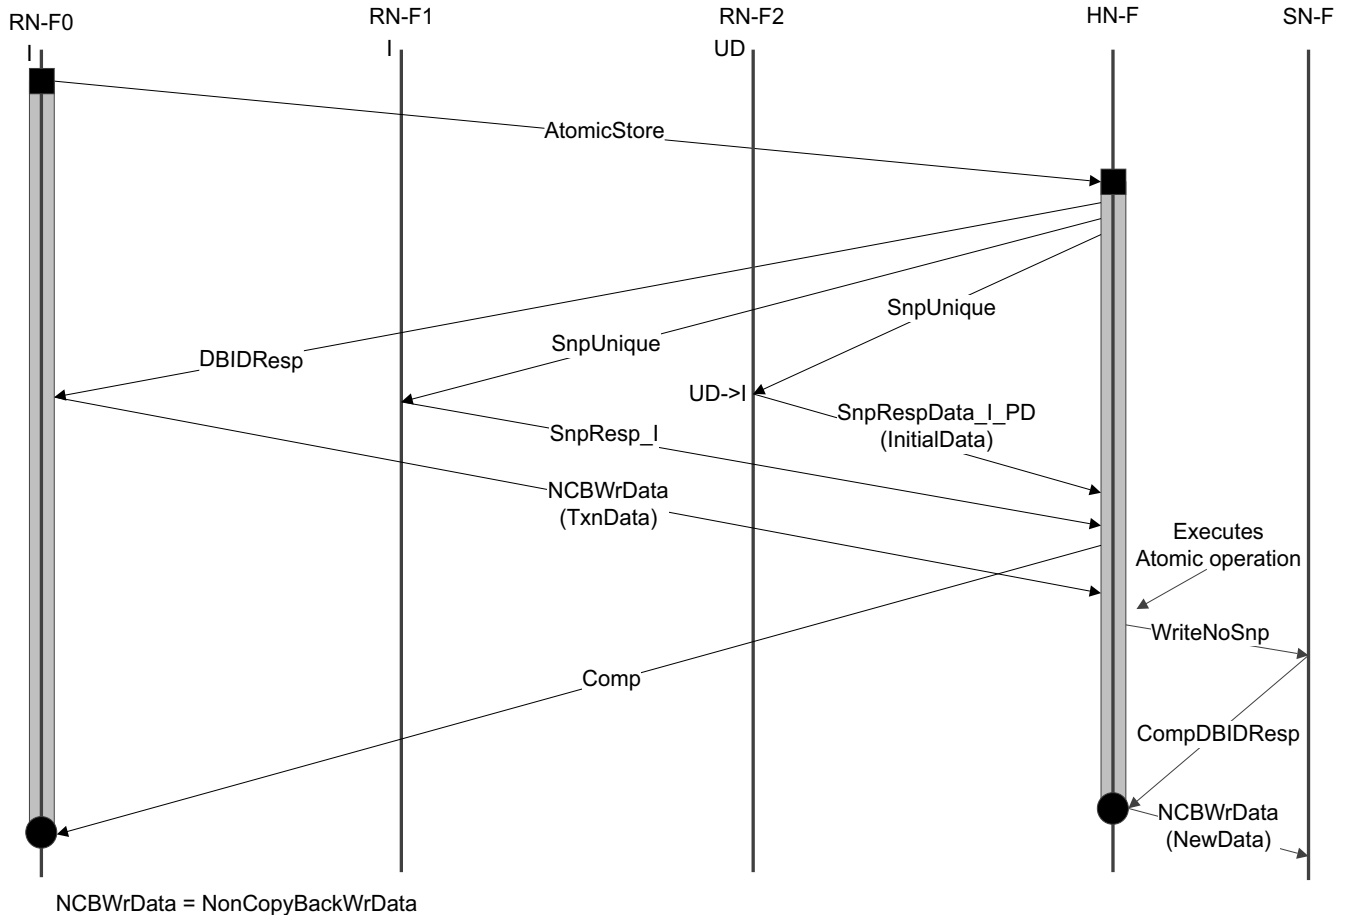 RN-F0
RN-F1
RN-F2
HN-F
SN-F
I
I
UD
AtomicStore
SnpUnique
SnpUnique
DBIDResp
UD->I
SnpRespData_I_PD
(InitialData)
SnpResp_I
NCBWrData
(TxnData)
Executes
Atomic operation
WriteNoSnp
Comp
CompDBIDResp
NCBWrData
(NewData)
NCBWrData = NonCopyBackWrData